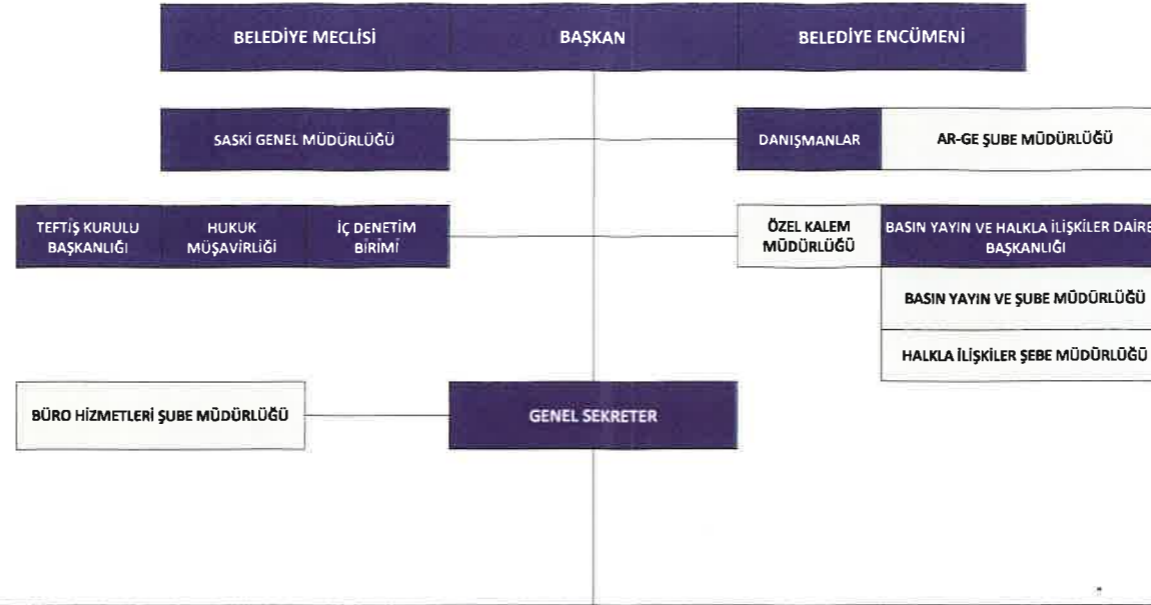 BELEDİYE MECLİSİ
BAŞKAN
BELEDİYE ENCÜMENİ
SASKİ GENEL MÜDÜRLÜĞÜ
DANIŞMANLAR
AR-GE ŞUBE MÜDÜRLÜĞÜ
TEFTİŞ KURULU
BAŞKANLIĞI
HUKUK
MÜŞAVİRLİĞİ
İÇ DENETİM
BİRİMİ
ÖZEL KALEM
MÜDÜRLÜĞÜ
BASIN YAYIN VE HALKLA İLİŞKİLER DAİRE
BAŞKANLIĞI
BASIN YAYIN VE ŞUBE MÜDÜRLÜĞÜ
HALKLA İLİŞKİLER ŞEBE MÜDÜRLÜĞÜ
BÜRO HİZMETLERİ ŞUBE MÜDÜRLÜĞÜ
GENEL SEKRETER